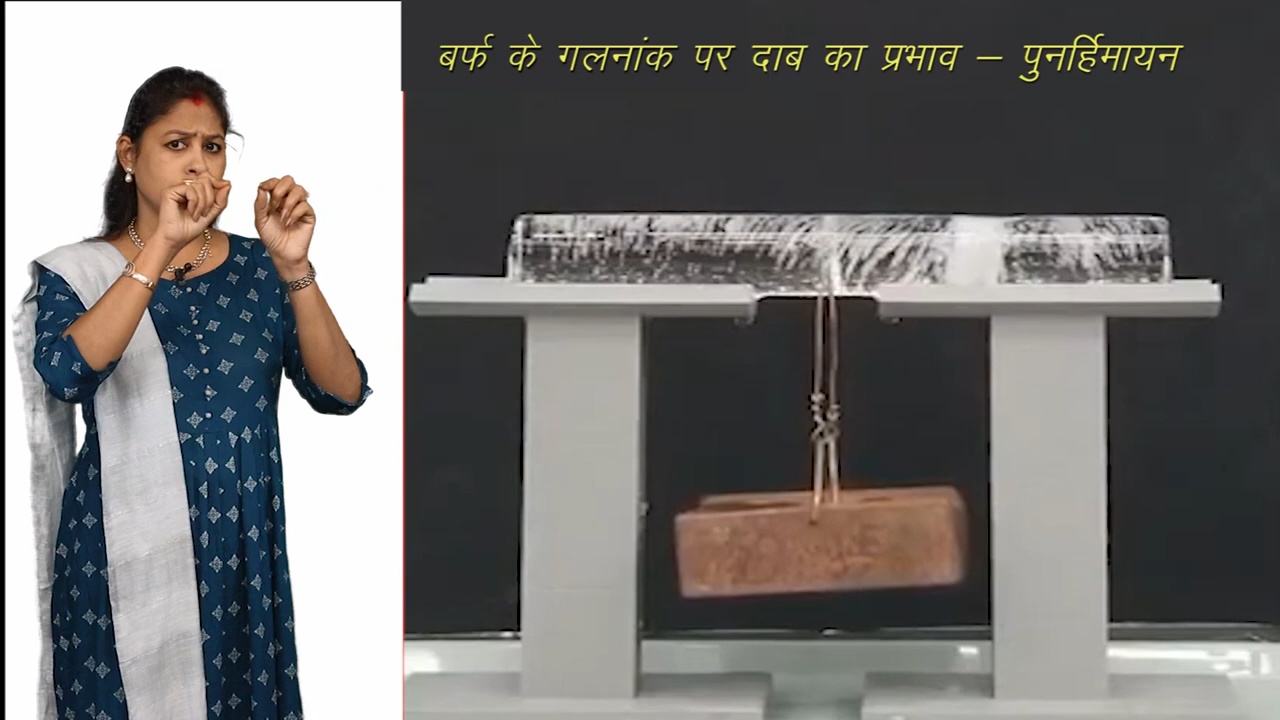 बर्फ के गलनांक पर दाब का प्रभाव – पुनर्हिमायन